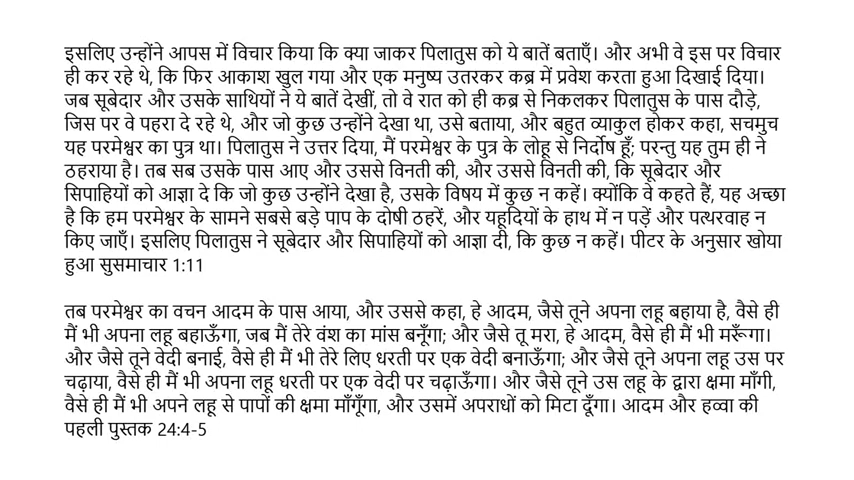 इसलिए उन्होंने आपस में विचार किया कि क्या जाकर पिलातुस को ये बातें बताएँ। और अभी वे इस पर विचार
ही कर रहे थे, कि फिर आकाश खुल गया और एक मनुष्य उतरकर कब्र में प्रवेश करता हुआ दिखाई दिया।
जब सूबेदार और उसके साथियों ने ये बातें देखीं, तो वे रात को ही कब्र से निकलकर पिलातुस के पास दौड़े,
जिस पर वे पहरा दे रहे थे, और जो कुछ उन्होंने देखा था, उसे बताया, और बहुत व्याकुल होकर कहा, सचमुच
यह परमेश्वर का पुत्र था। पिलातुस ने उत्तर दिया, मैं परमेश्वर के पुत्र के लोहू से निर्दोष हूँ; परन्तु यह तुम ही ने
ठहराया है। तब सब उसके पास आए और उससे विनती की, और उससे विनती की, कि सूबेदार और
सिपाहियों को आज्ञा दे कि जो कुछ उन्होंने देखा है, उसके विषय में कुछ न कहें। क्योंकि वे कहते हैं, यह अच्छा
है कि हम परमेश्वर के सामने सबसे बड़े पाप के दोषी ठहरें, और यहूदियों के हाथ में न पड़ें और पत्थरवाह न
किए जाएँ। इसलिए पिलातुस ने सूबेदार और सिपाहियों को आज्ञा दी, कि कुछ न कहें। पीटर के अनुसार खोया
हुआ सुसमाचार 1:11
तब परमेश्वर का वचन आदम के पास आया, और उससे कहा, हे आदम, जैसे तूने अपना लहू बहाया है, वैसे ही
मैं भी अपना लहू बहाऊँगा, जब मैं तेरे वंश का मांस बनूँगा; और जैसे तू मरा, हे आदम, वैसे ही मैं भी मरूँगा।
और जैसे तूने वेदी बनाई, वैसे ही मैं भी तेरे लिए धरती पर एक वेदी बनाऊँगा; और जैसे तूने अपना लहू उस पर
चढ़ाया, वैसे ही मैं भी अपना लहू धरती पर एक वेदी पर चढ़ाऊँगा। और जैसे तूने उस लहू के द्वारा क्षमा माँगी,
वैसे ही मैं भी अपने लहू से पापों की क्षमा माँगूँगा, और उसमें अपराधों को मिटा दूँगा। आदम और हव्वा की
पहली पुस्तक 24:4-5